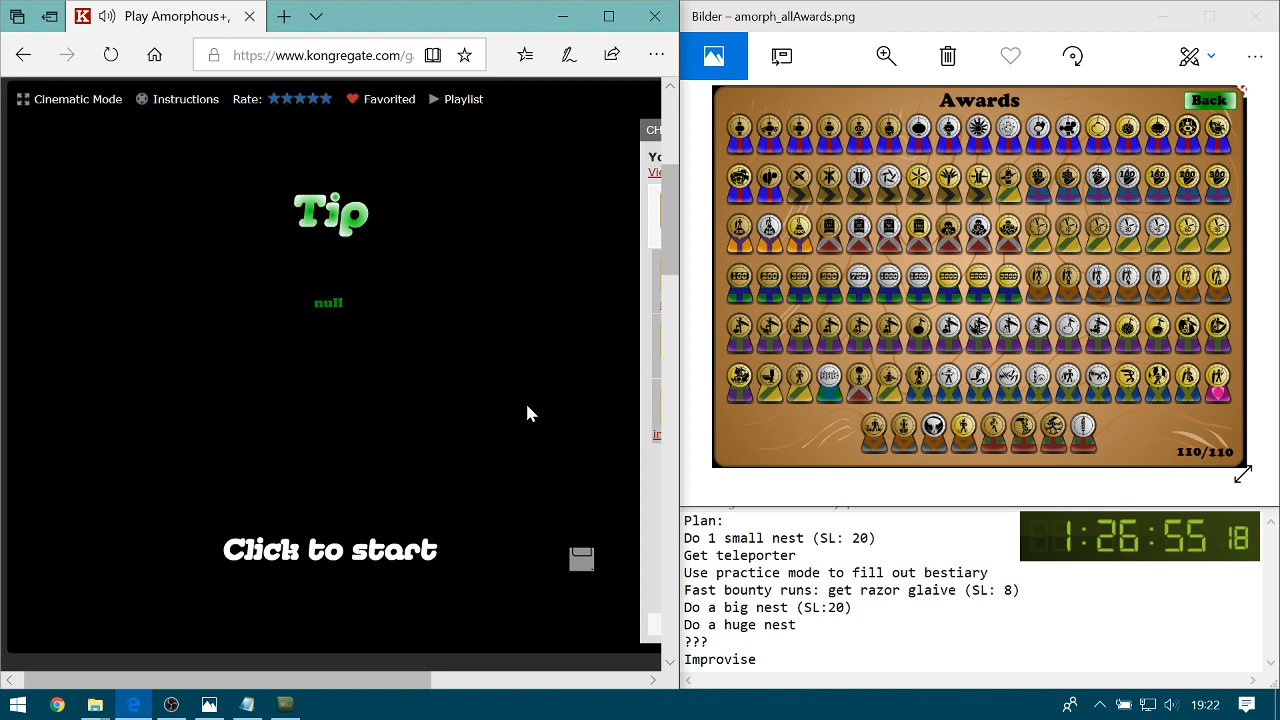 Play Amorphous+,
Bilder – amorph_allAwards.png
https://www.kongregate.com/g
Cinematic Mode
Instructions
Rate:
Favorited
Playlist
CH
Yo
Vie
Tip
null
Click to start
Awards
Back
110/110
Plan:
Do 1 small nest (SL: 20)
Get teleporter
Use practice mode to fill out bestiary
Fast bounty runs: get razor glaive (SL: 8)
Do a big nest (SL:20)
Do a huge nest
???
Improvise
1:26:55 18
19:22